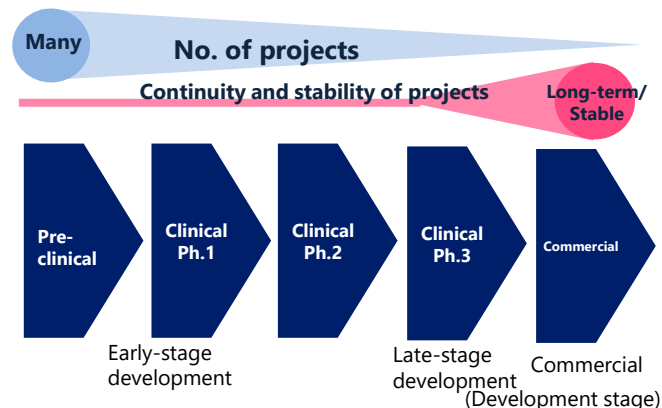 Many
No. of projects
Continuity and stability of projects
Long-term/
Stable
Pre-
clinical
Clinical
Ph.1
Clinical
Ph.2
Clinical
Ph.3
Commercial
Early-stage
development
Late-stage
development
Commercial
(Development stage)